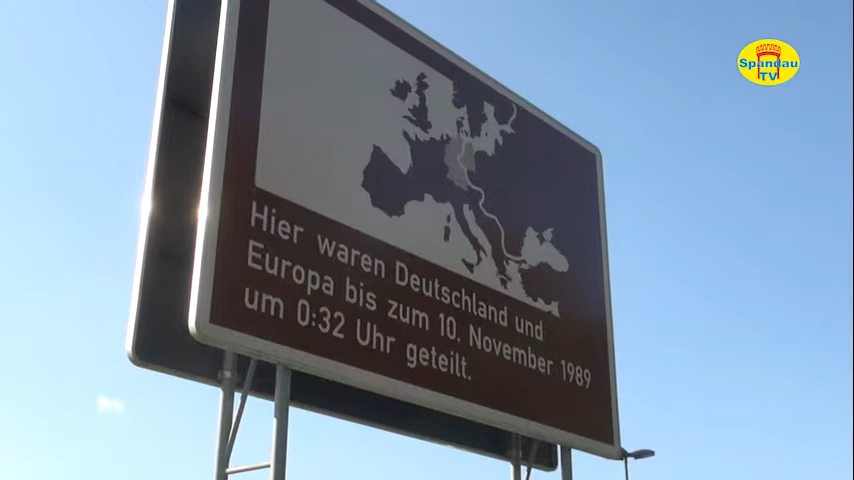 Spandau
TV
Hier waren Deutschland und
Europa bis zum 10. November 1989
um 0:32 Uhr geteilt.